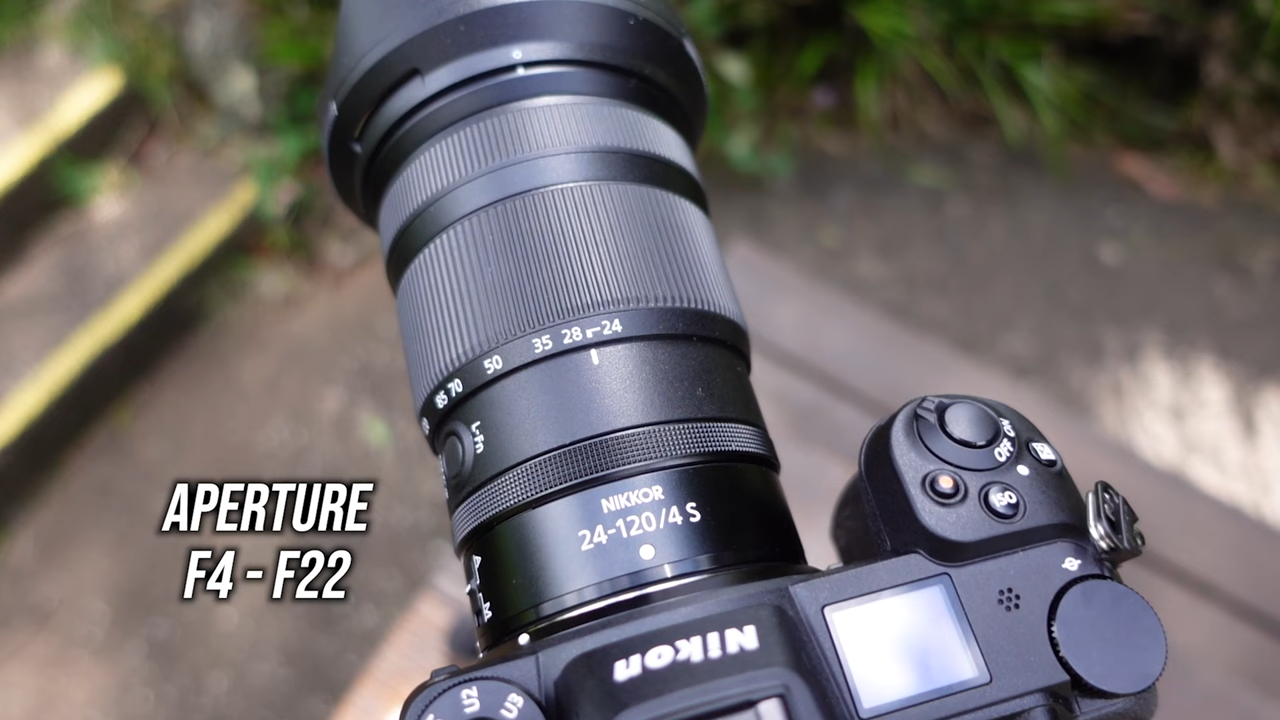 85 70 50 35 28 24
L-Fn
NIKKOR
24-120/4 S
A
M
APERTURE
F4 - F22
OFF ON
ISO
Nikon
U2
U3